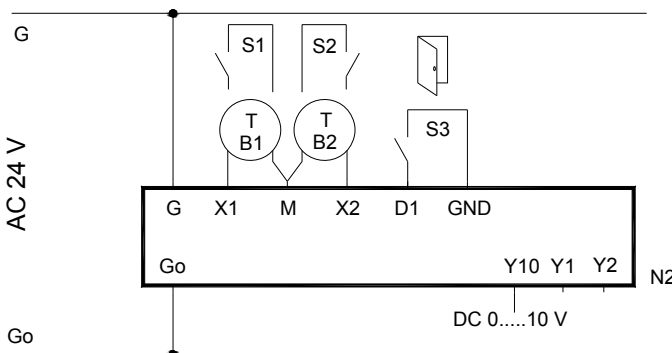 G
S1 S2
T T
B1 B2
S3
AC 24 V
G X1 M X2 D1 GND
Go Y10 Y1 Y2
N2
DC 0.....10 V
Go